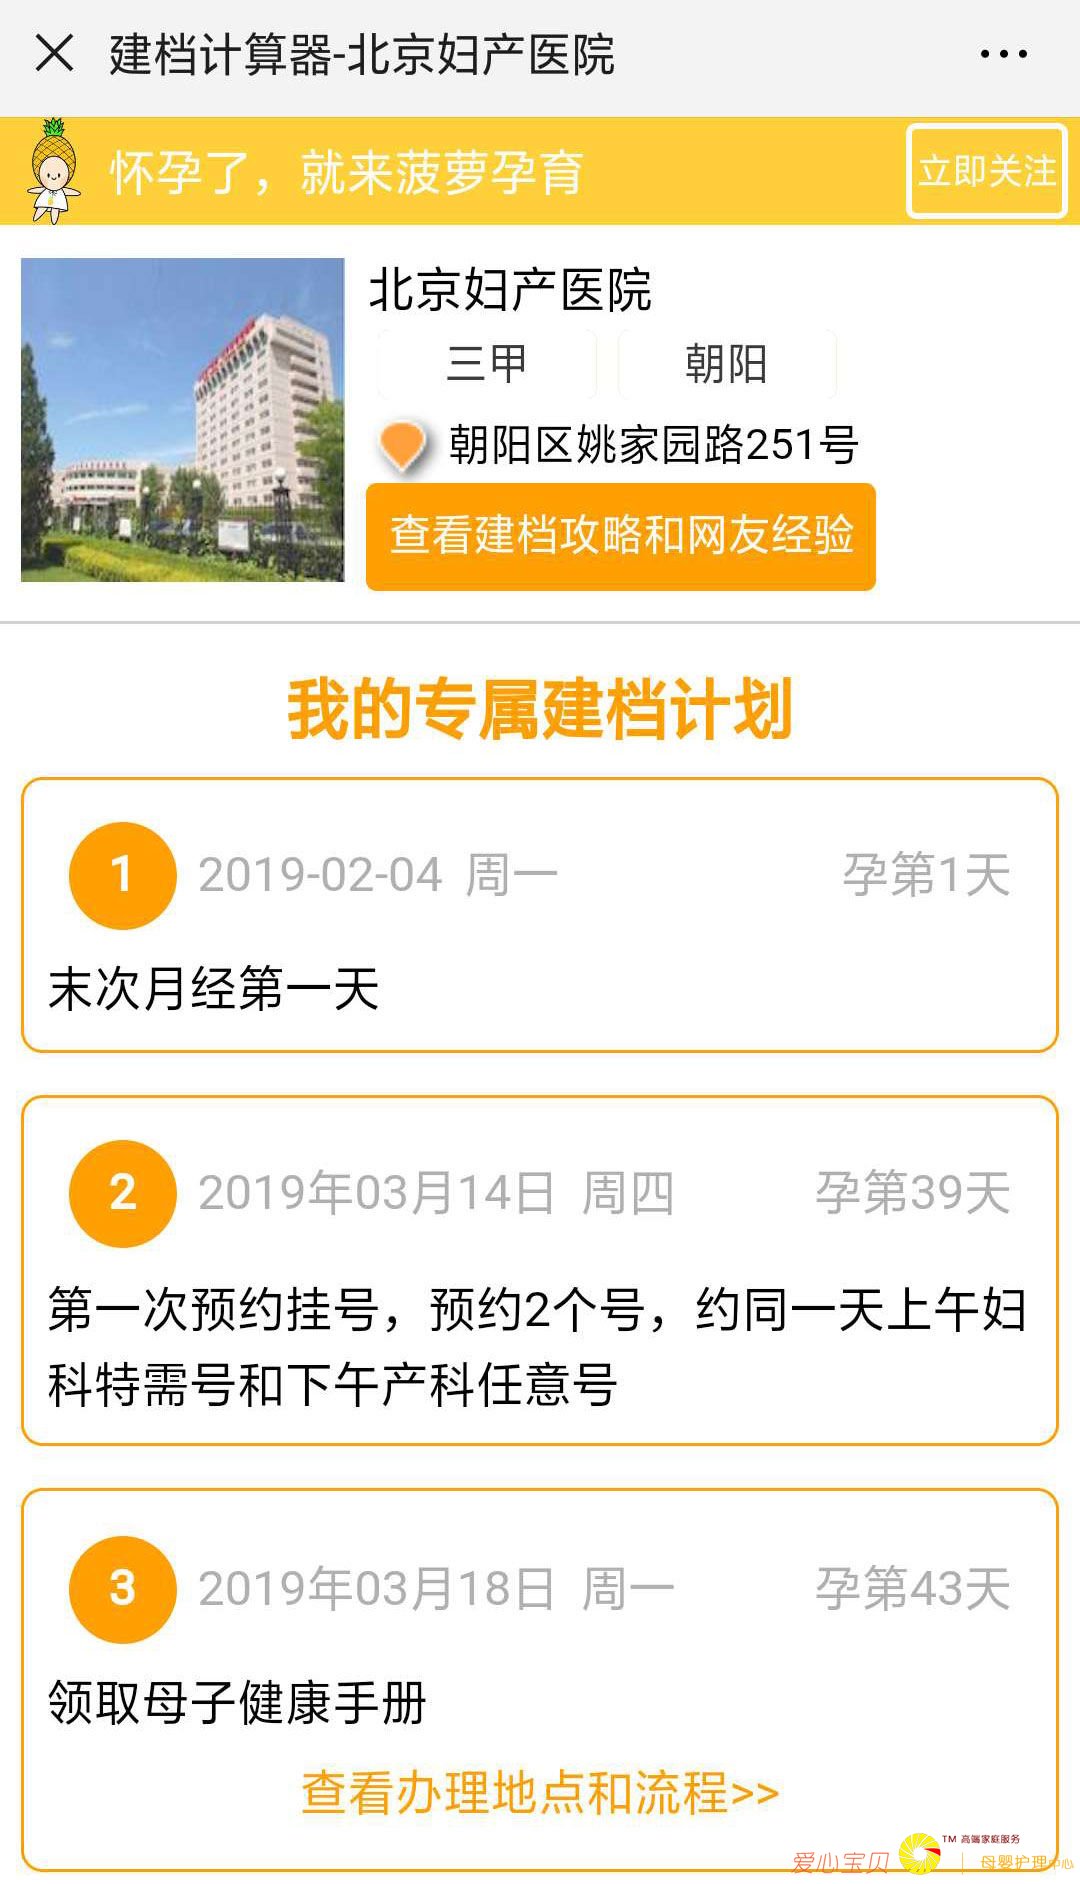 建档计算器-北京妇产医院
怀孕了，就来菠萝孕育
立即关注
北京妇产医院
三甲 朝阳
朝阳区姚家园路251号
查看建档攻略和网友经验
我的专属建档计划
1 2019-02-04 周一 孕第1天
末次月经第一天
2 2019年03月14日 周四 孕第39天
第一次预约挂号，预约2个号，约同一天上午妇
科特需号和下午产科任意号
3 2019年03月18日 周一 孕第43天
领取母子健康手册
查看办理地点和流程>>
TM 高端家庭服务
爱心宝贝 母婴护理中心